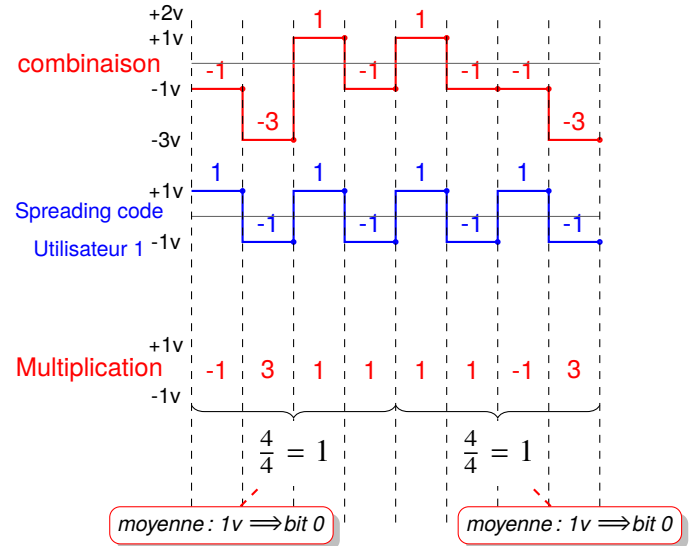 +2v
1 1
+1v
combinaison
-1 -1 -1 -1
-1v
-3 -3
-3v
1 1 1 1
+1v
Spreading code
-1 -1 -1 -1
Utilisateur 1
-1v
+1v
Multiplication -1 3 1 1 1 1 -1 3
-1v
4/4 = 1 4/4 = 1
moyenne : 1v ⟹ bit 0 moyenne : 1v ⟹ bit 0